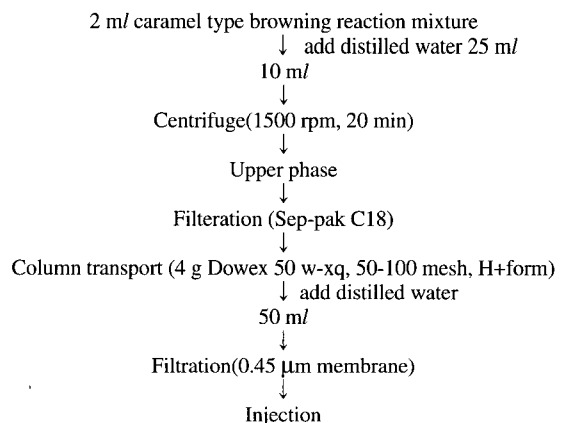 2 ml caramel type browning reaction mixture
↓ add distilled water 25 ml
10 ml
↓
Centrifuge(1500 rpm, 20 min)
↓
Upper phase
↓
Filteration (Sep-pak C18)
↓
Column transport (4 g Dowex 50 w-xq, 50-100 mesh, H+form)
↓ add distilled water
50 ml
↓
Filtration(0.45 μm membrane)
↓
Injection